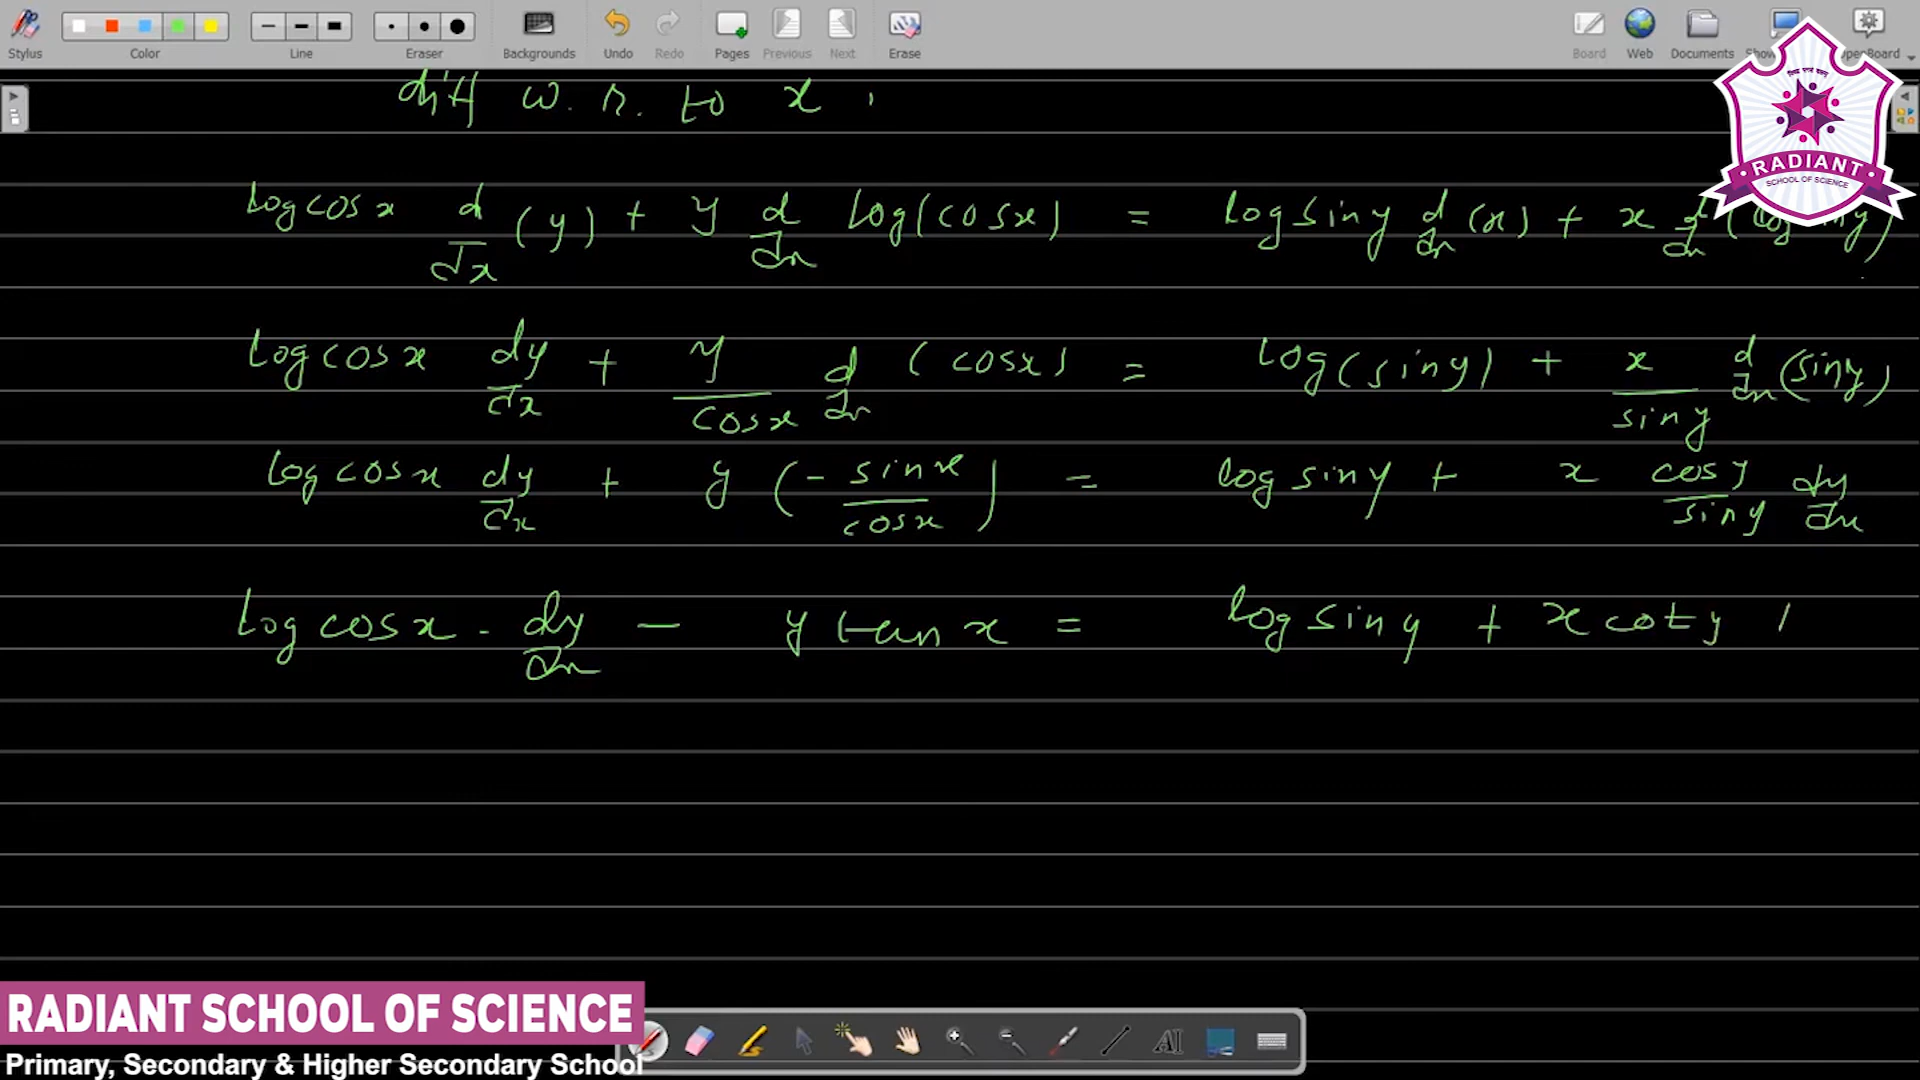 Stylus Color Line Eraser Backgrounds Undo Redo Pages Previous Next Erase Board Web Documents
diff w.r. to x
log cos x d/dx (y) + y d/dx log(cos x) = log sin y d/dx (x) + x d/dx (log sin y)
log cos x dy/dx + y/cos x d/dx (cos x) = log(sin y) + x/sin y d/dx (sin y)
log cos x dy/dx + y (- sin x/cos x) = log sin y + x cos y/sin y dy/dx
log cos x . dy/dx - y tan x = log sin y + x cot y
RADIANT
SCHOOL OF SCIENCE
RADIANT SCHOOL OF SCIENCE
Primary, Secondary & Higher Secondary School